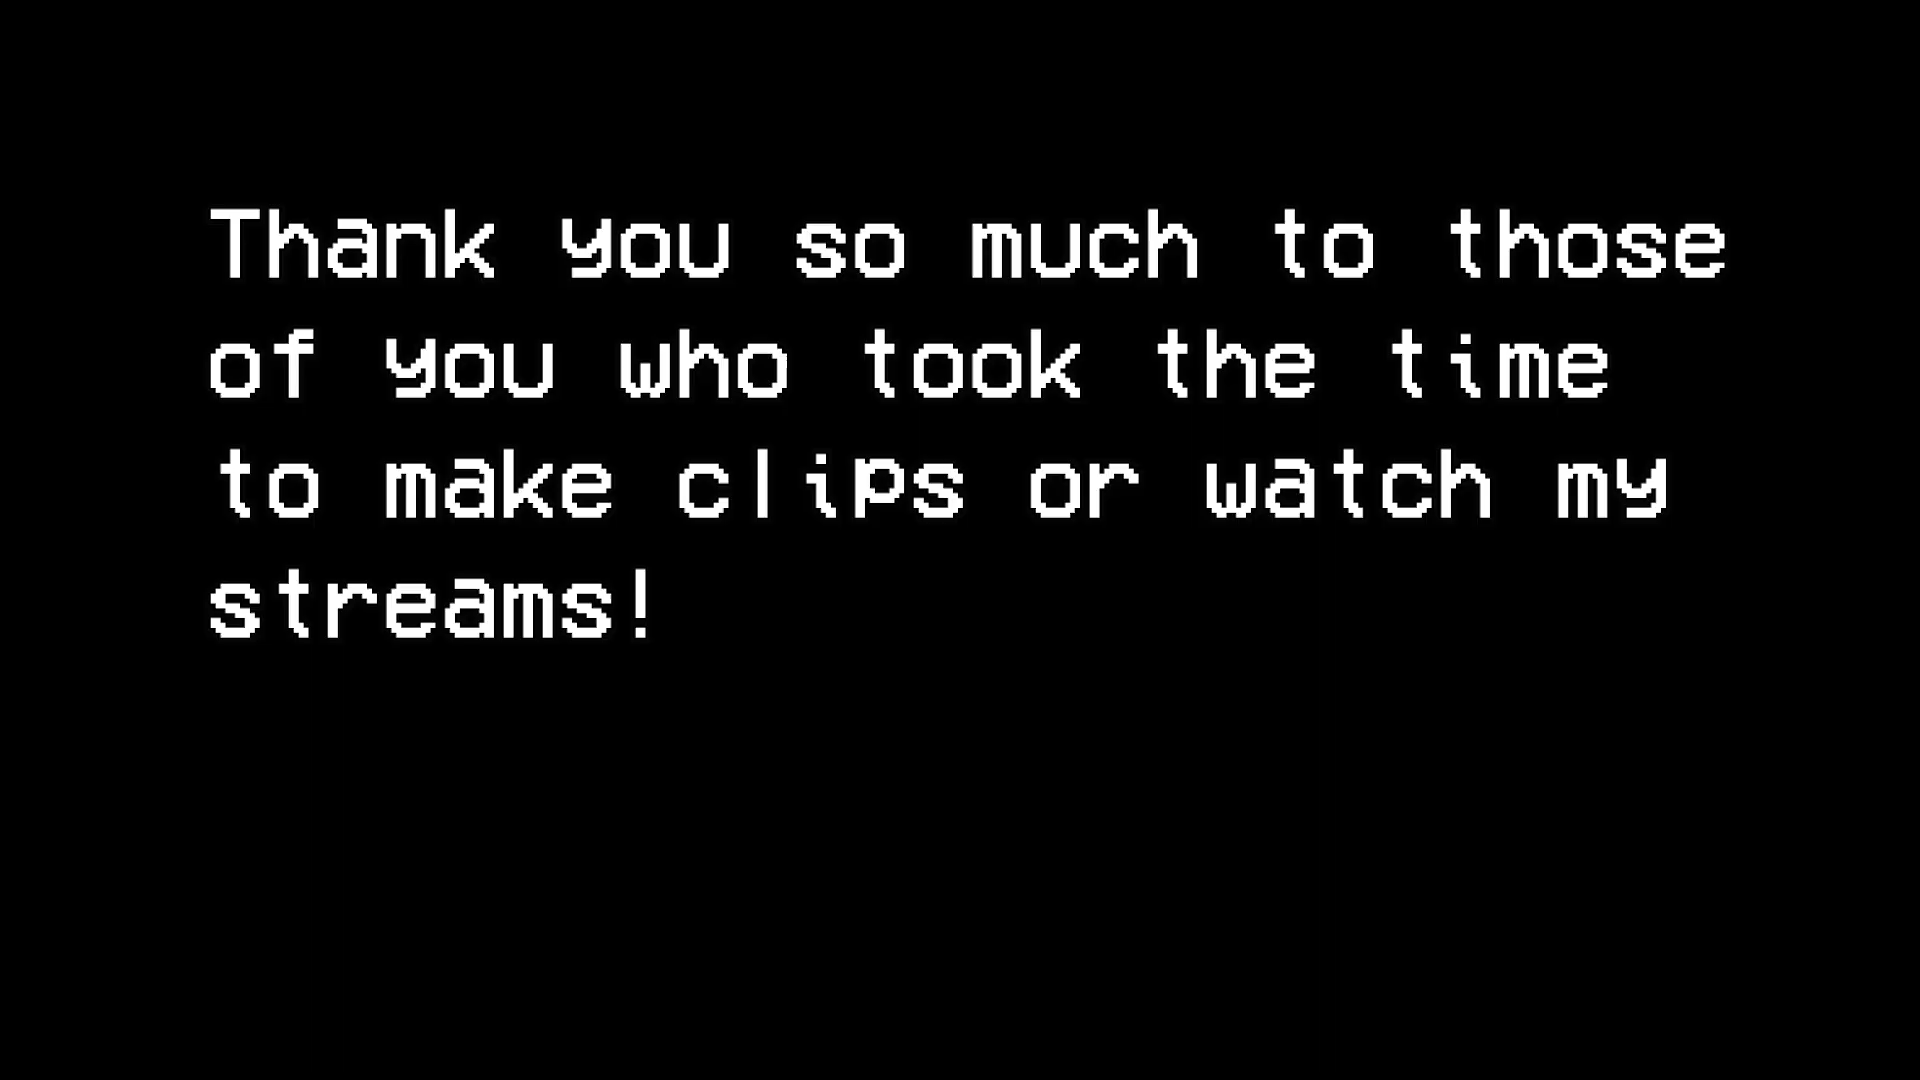 Thank you so much to those
of you who took the time
to make clips or watch my
streams!